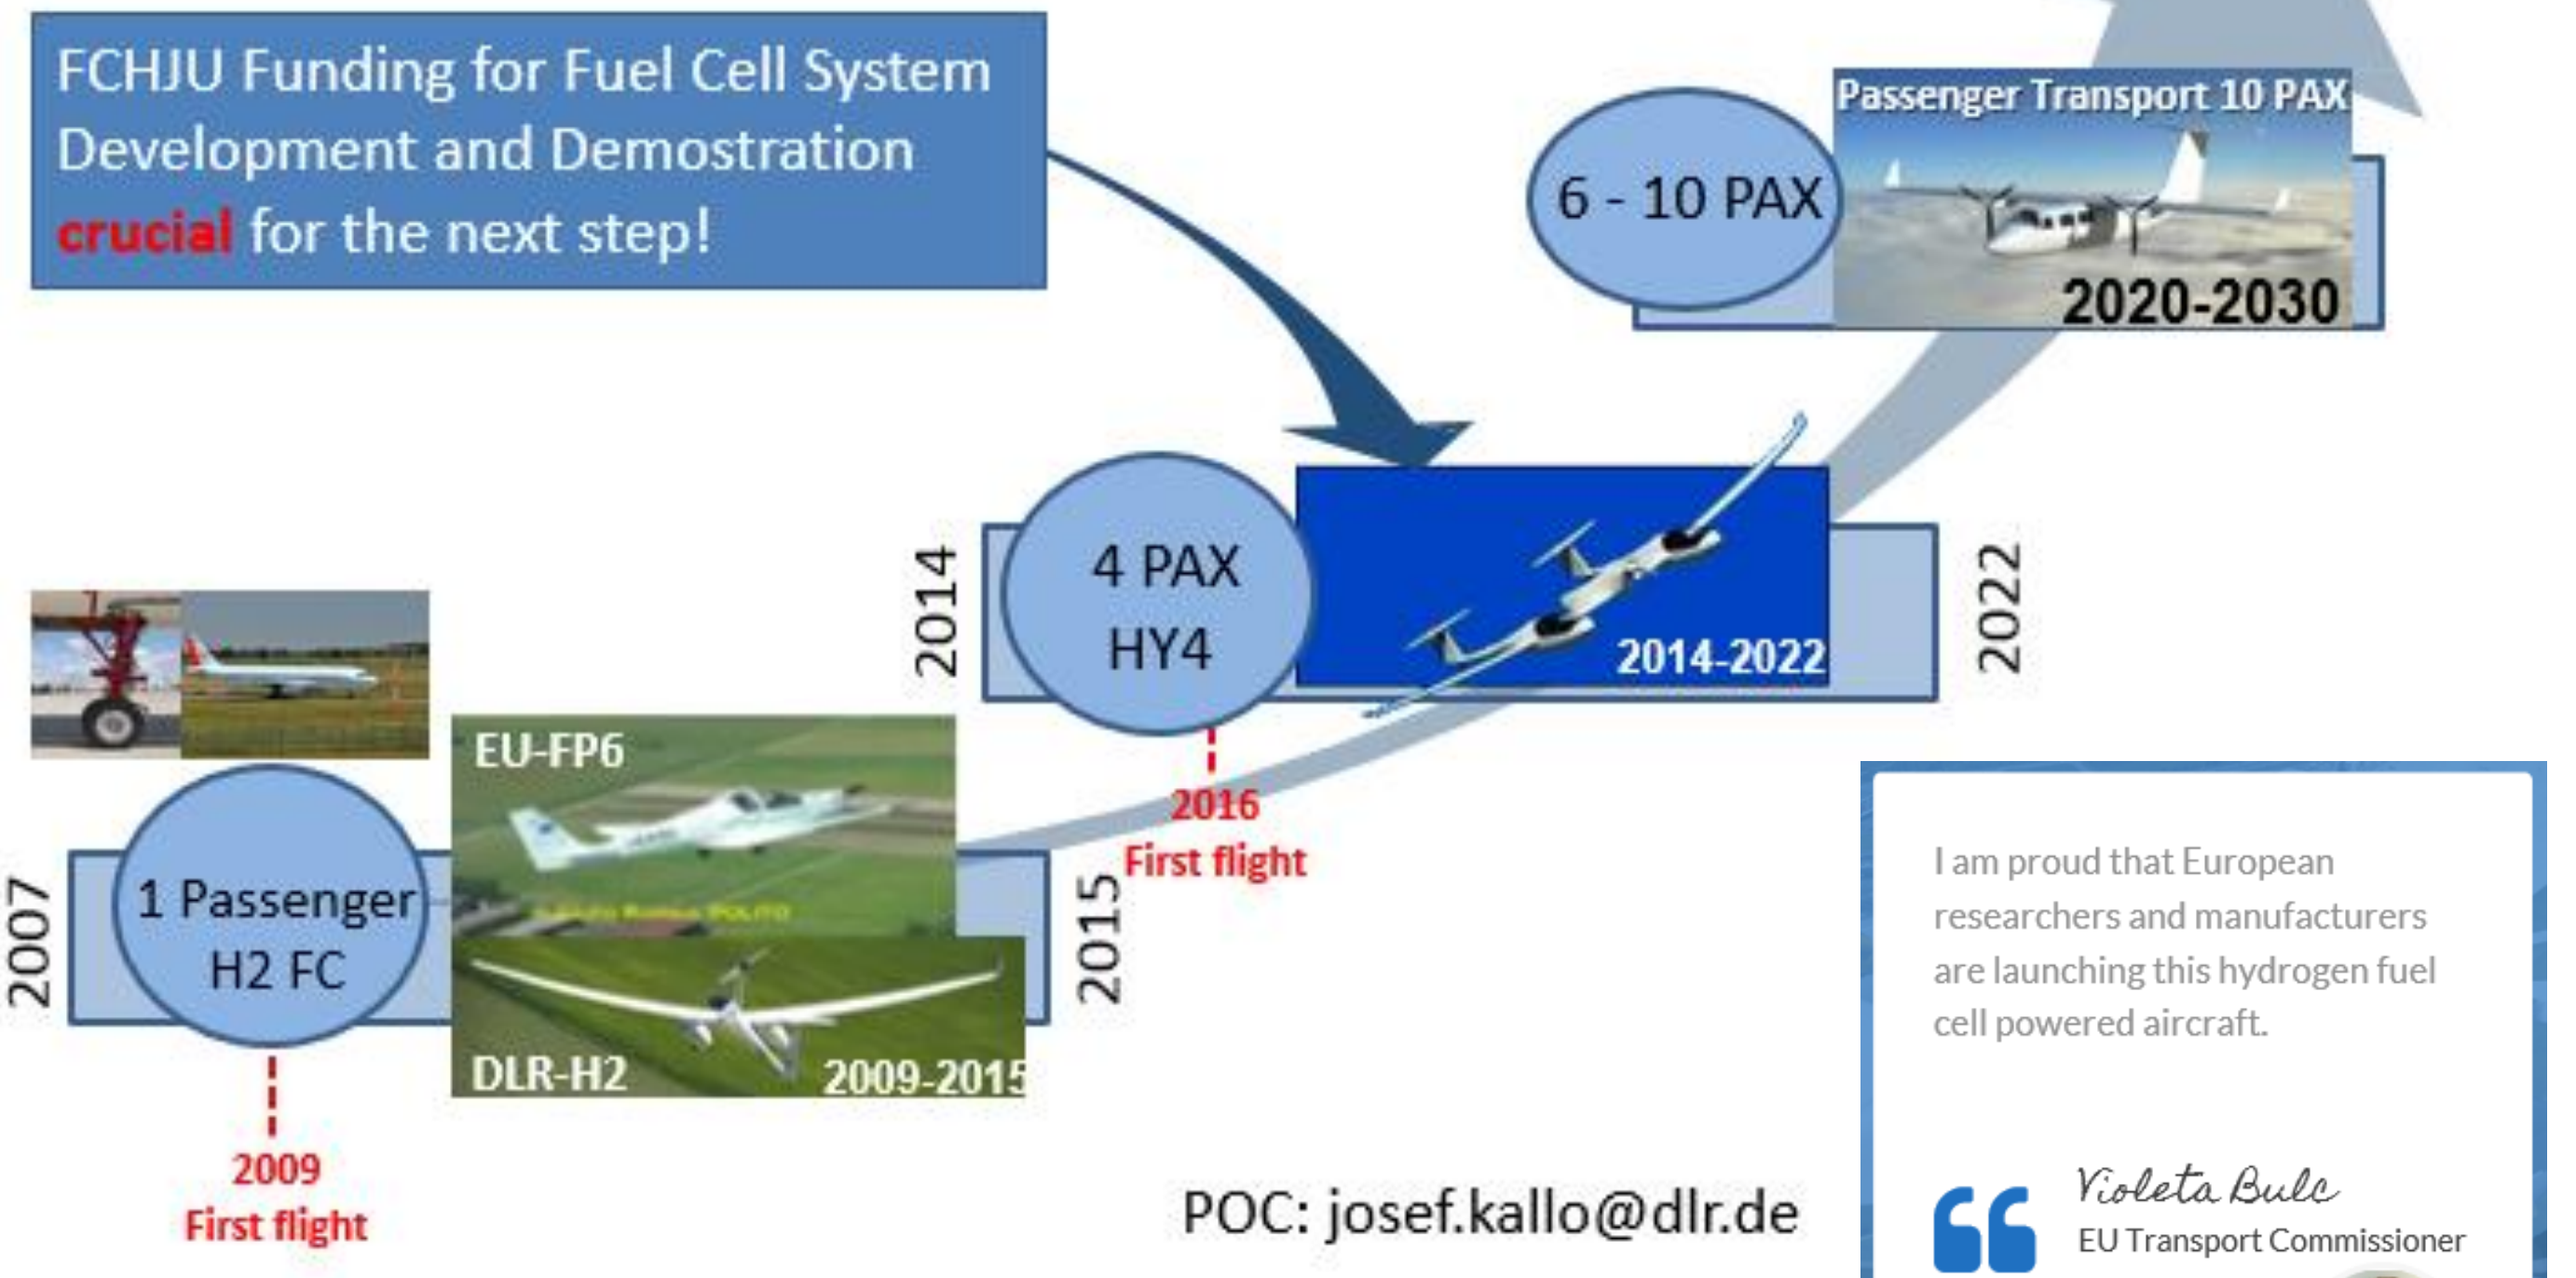 FCHJU Funding for Fuel Cell System
Development and Demostration
crucial for the next step!
Passenger Transport 10 PAX
6 - 10 PAX
2020-2030
2014
4 PAX
HY4
2014-2022
2022
2016
First flight
EU-FP6
2007
1 Passenger
H2 FC
2015
DLR-H2
2009-2015
2009
First flight
POC: josef.kallo@dlr.de
I am proud that European
researchers and manufacturers
are launching this hydrogen fuel
cell powered aircraft.
Violeta Bulc
EU Transport Commissioner